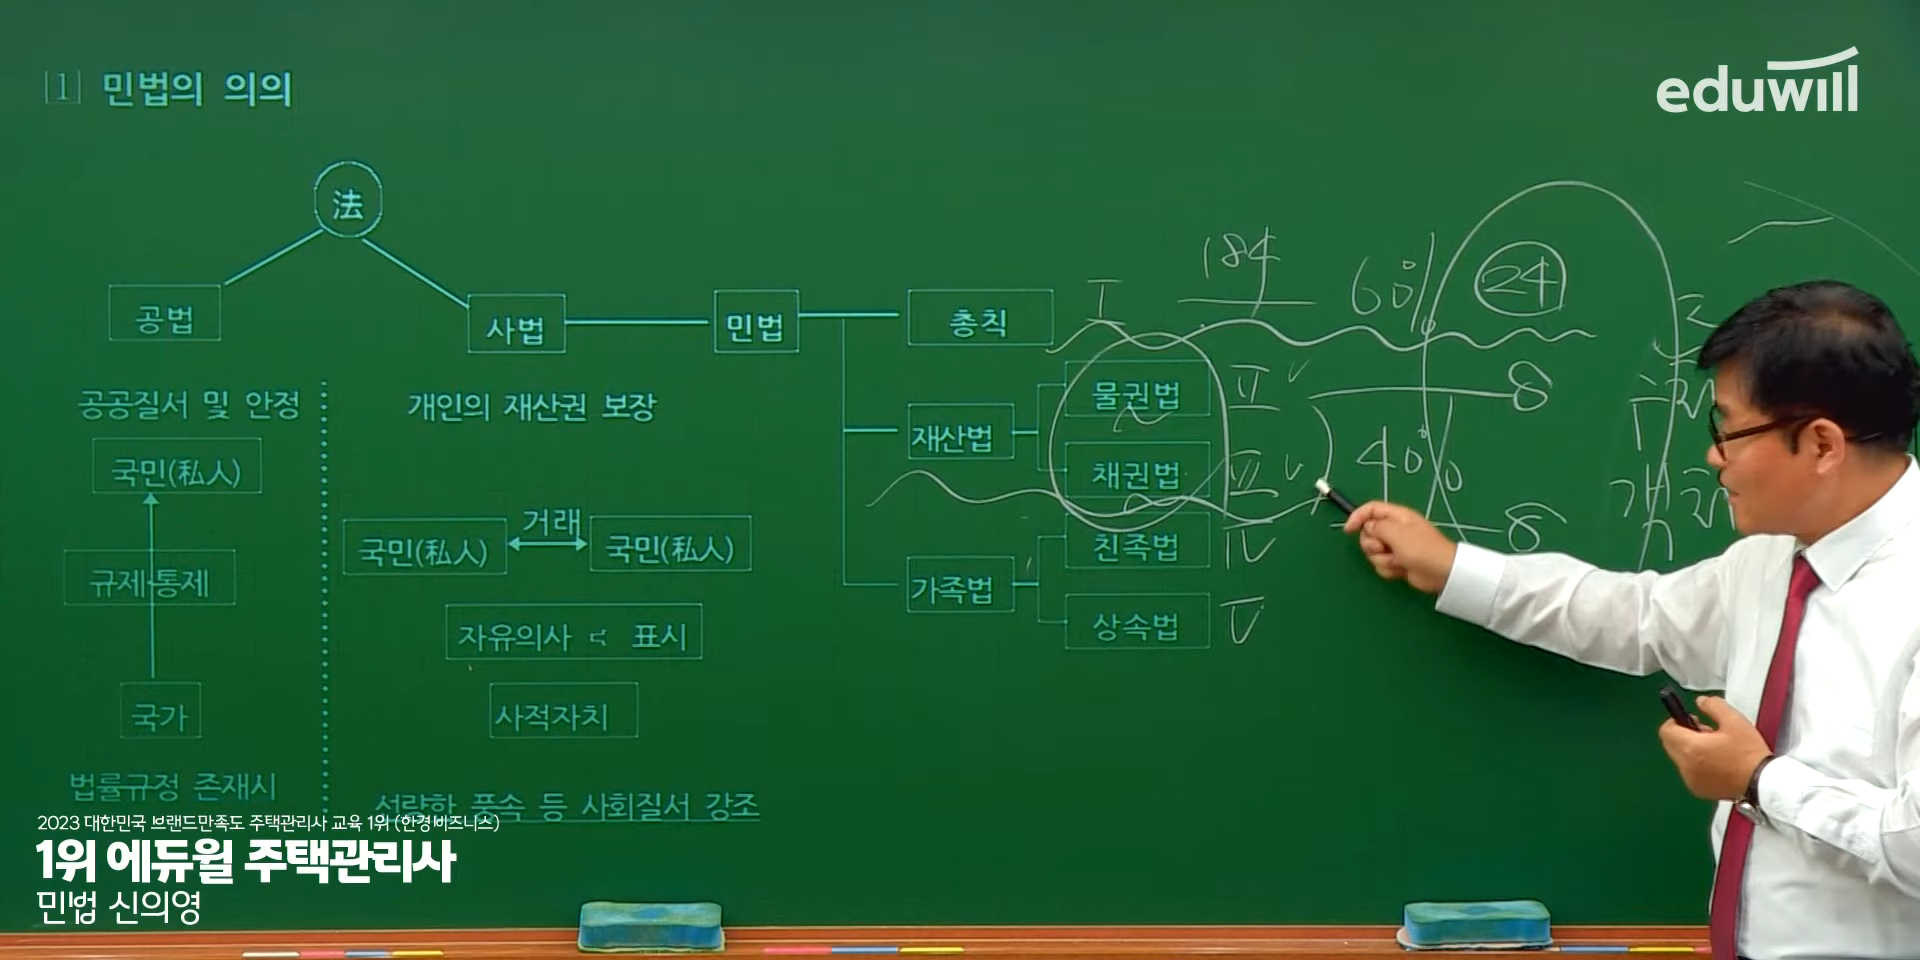 1 민법의 의의
eduwill
法
공법
사법
민법
총칙
I
184
60%
24
공공질서 및 안정
개인의 재산권 보장
재산법
물권법
II
8
채권법
III
40%
국민(私人)
규제·통제
국가
법률규정 존재시
국민(私人)
거래
국민(私人)
자유의사 ⊂ 표시
사적자치
선량한 풍속 등 사회질서 강조
가족법
친족법
IV
8
상속법
V
2023 대한민국 브랜드만족도 주택관리사 교육 1위 (한경비즈니스)
1위 에듀윌 주택관리사
민법 신의영